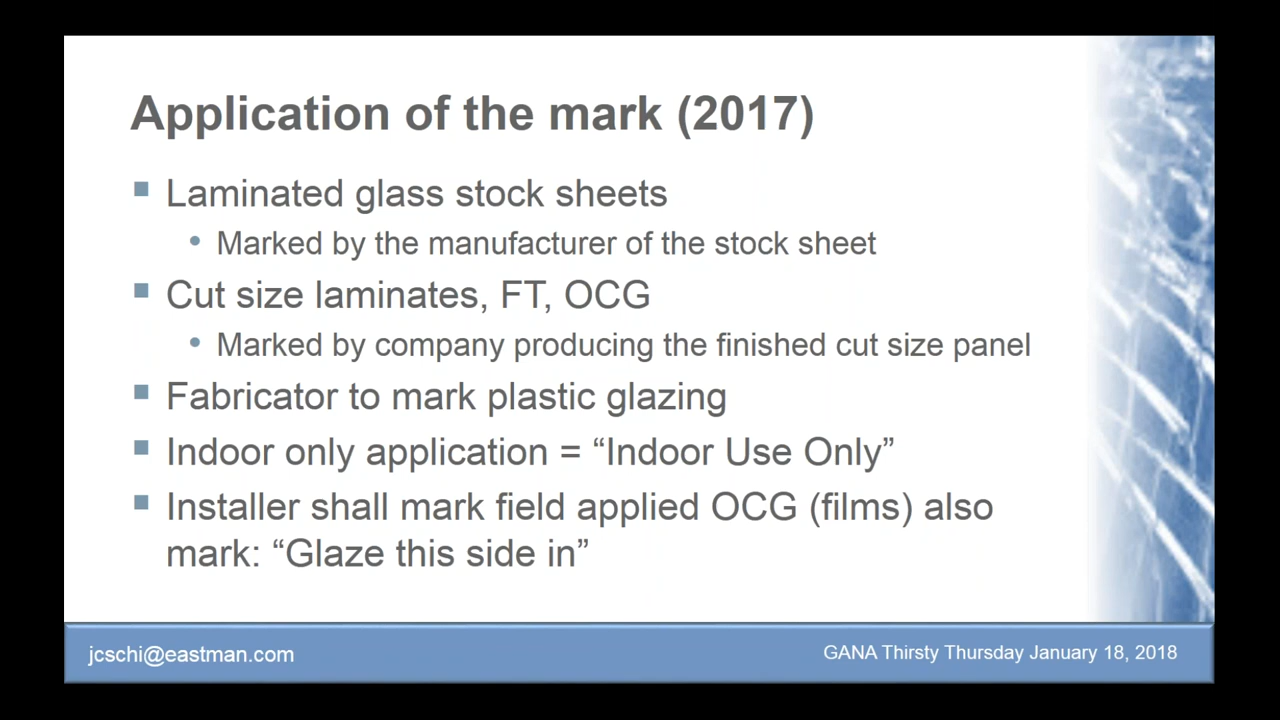 Application of the mark (2017)
Laminated glass stock sheets
Marked by the manufacturer of the stock sheet
Cut size laminates, FT, OCG
Marked by company producing the finished cut size panel
Fabricator to mark plastic glazing
Indoor only application = “Indoor Use Only”
Installer shall mark field applied OCG (films) also
mark: “Glaze this side in”
jcschi@eastman.com
GANA Thirsty Thursday January 18, 2018